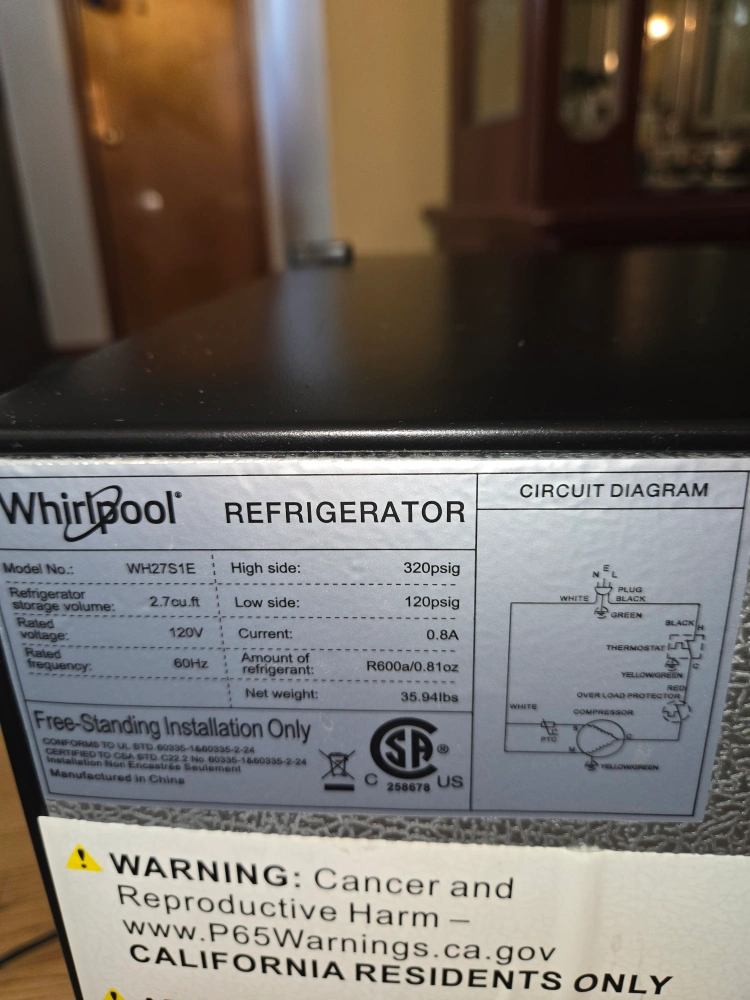 Whirlpool® REFRIGERATOR
Model No.: WH27S1E
Refrigerator
storage volume: 2.7cu.ft
Rated
voltage: 120V
Rated
frequency: 60Hz
High side: 320psig
Low side: 120psig
Current: 0.8A
Amount of
refrigerant: R600a/0.81oz
Net weight: 35.94lbs
Free-Standing Installation Only
CONFORMS TO UL STD. 60335-1&60335-2-24
CERTIFIED TO CSA STD. C22.2 No. 60335-1&60335-2-24
Installation Non Encastrée Seulement
Manufactured in China
SA®
C US
258678
CIRCUIT DIAGRAM
E
N L
PLUG
WHITE BLACK
GREEN
BLACK H
THERMOSTAT
C
YELLOW/GREEN
RED
OVER LOAD PROTECTOR
WHITE
COMPRESSOR
PTC
S
M C
YELLOW/GREEN
WARNING: Cancer and
Reproductive Harm –
www.P65Warnings.ca.gov
CALIFORNIA RESIDENTS ONLY